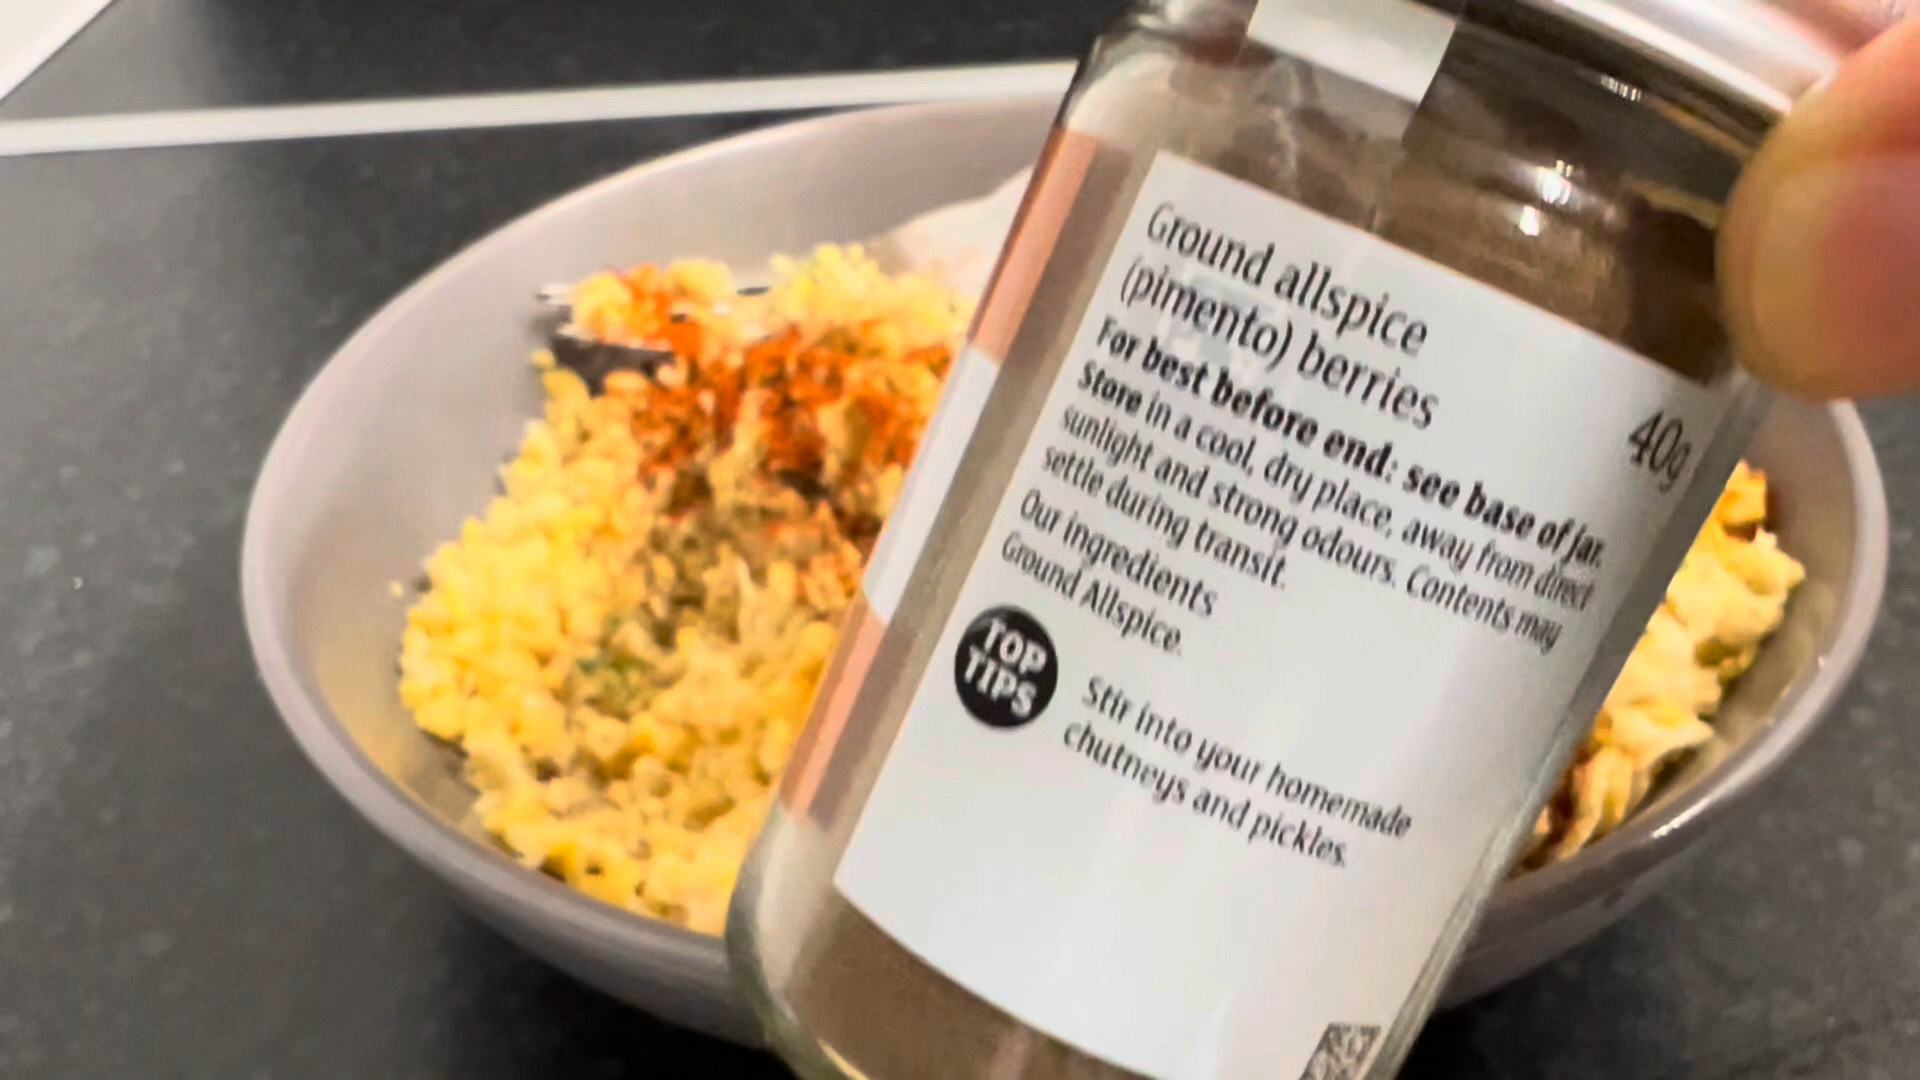 Ground allspice
(pimento) berries
40g
For best before end: see base of jar.
Store in a cool, dry place, away from direct
sunlight and strong odours. Contents may
settle during transit.
Our ingredients
Ground Allspice.
TOP
TIPS
Stir into your homemade
chutneys and pickles.